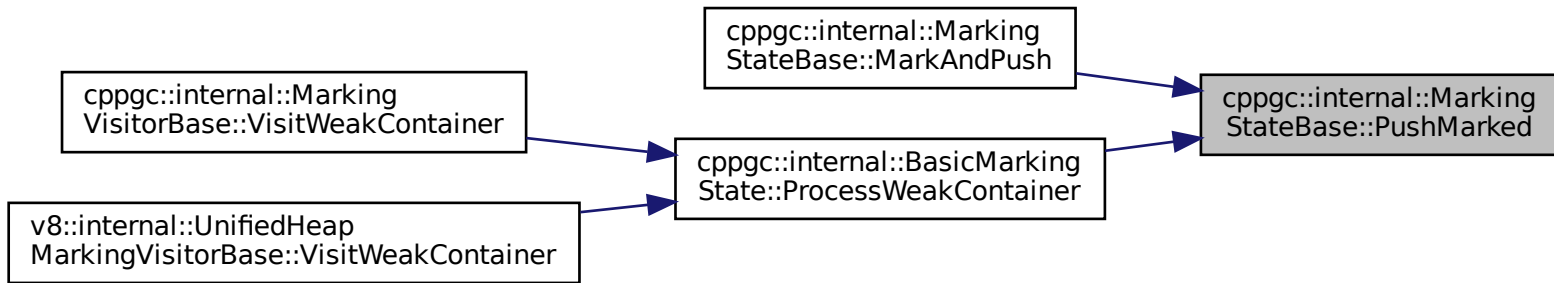 cppgc::internal::Marking
StateBase::MarkAndPush
cppgc::internal::Marking
VisitorBase::VisitWeakContainer
cppgc::internal::Marking
StateBase::PushMarked
cppgc::internal::BasicMarking
State::ProcessWeakContainer
v8::internal::UnifiedHeap
MarkingVisitorBase::VisitWeakContainer